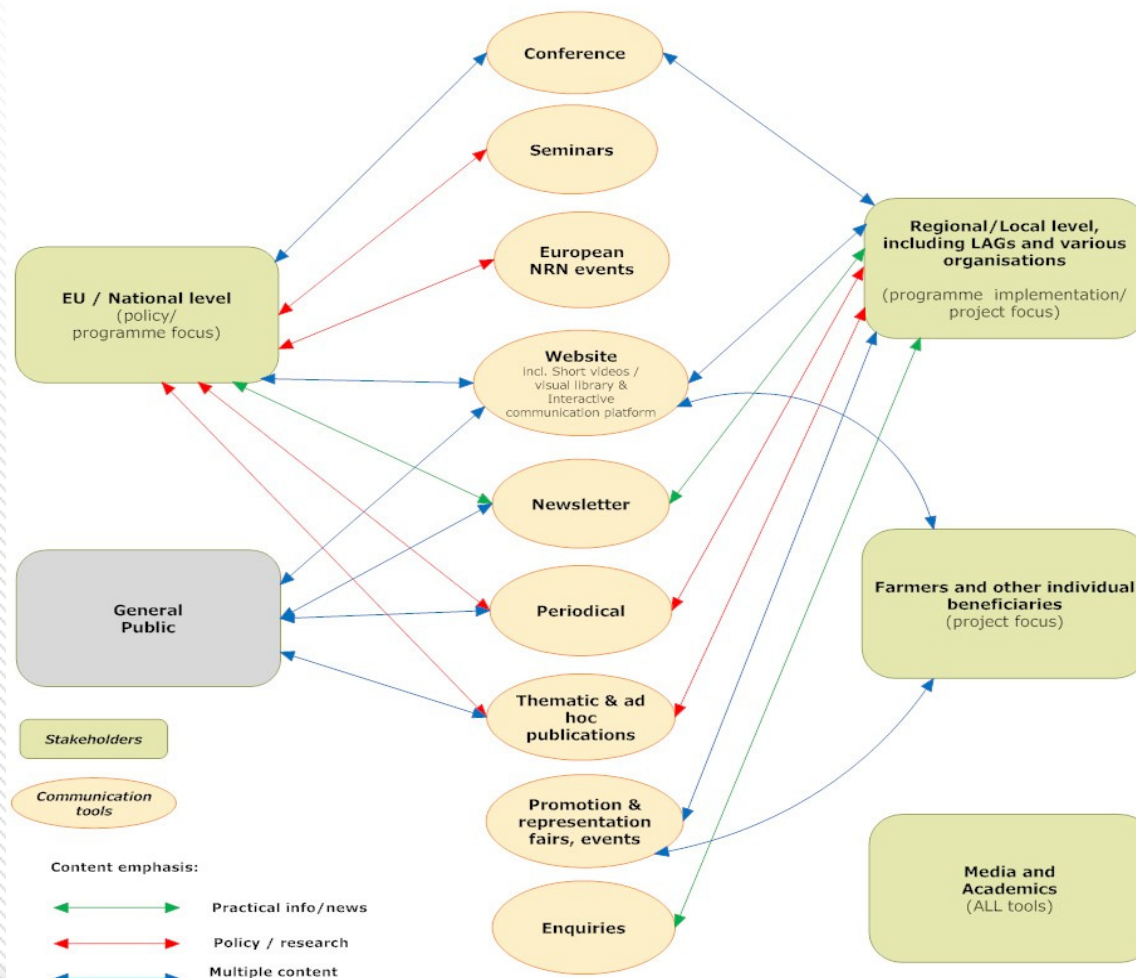 Conference
Seminars
European
NRN events
EU / National level
(policy/
programme focus)
Regional/Local level,
including LAGs and various
organisations
(programme implementation/
project focus)
Website
incl. Short videos /
visual library &
Interactive
communication platform
Newsletter
General
Public
Periodical
Farmers and other individual
beneficiaries
(project focus)
Thematic & ad
hoc
publications
Stakeholders
Communication
tools
Promotion &
representation
fairs, events
Media and
Academics
(ALL tools)
Enquiries
Content emphasis:
Practical info/news
Policy / research
Multiple content